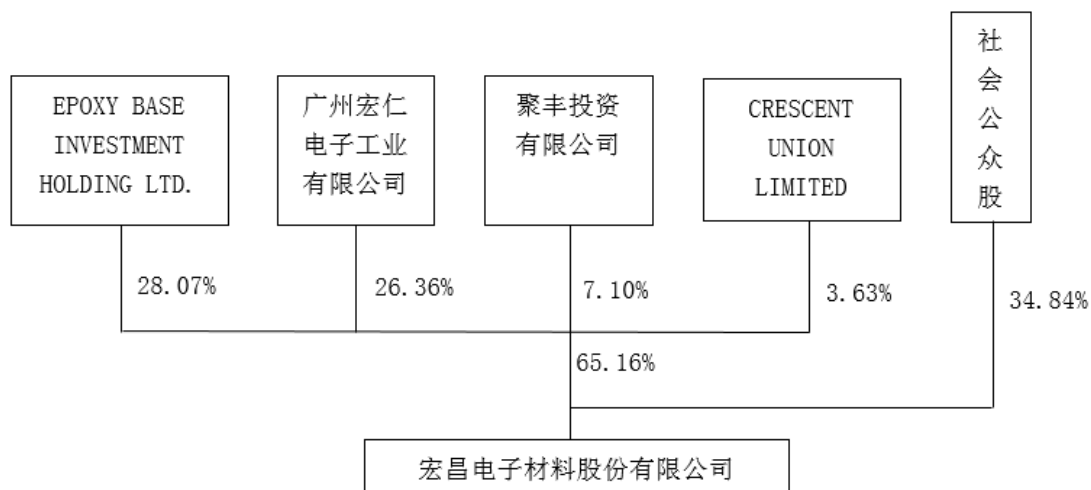 EPOXY BASE
INVESTMENT
HOLDING LTD.
广州宏仁
电子工业
有限公司
聚丰投资
有限公司
CRESCENT
UNION
LIMITED
社
会
公
众
股
28.07%
26.36%
7.10%
3.63%
34.84%
65.16%
宏昌电子材料股份有限公司